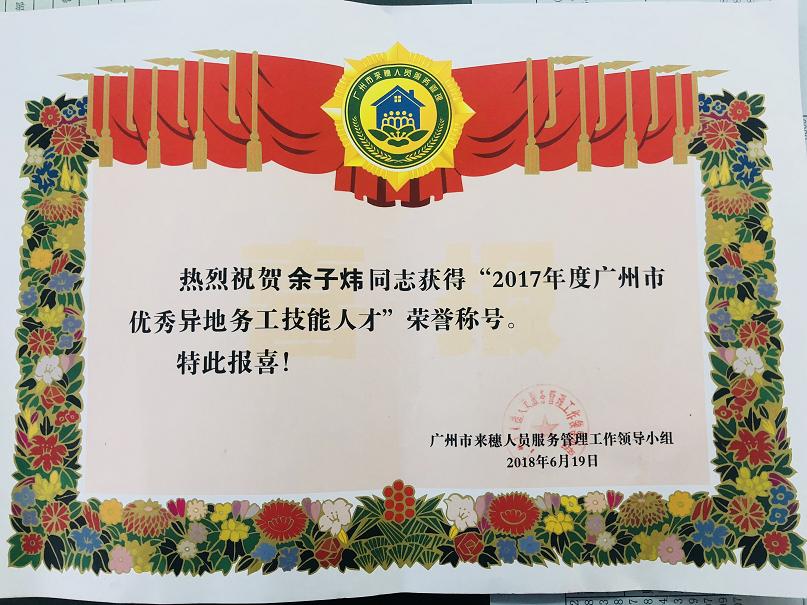 广州市来穗人员服务管理
喜报
热烈祝贺余子炜同志获得“2017年度广州市
优秀异地务工技能人才”荣誉称号。
特此报喜！
广州市来穗人员服务管理工作领导小组
2018年6月19日